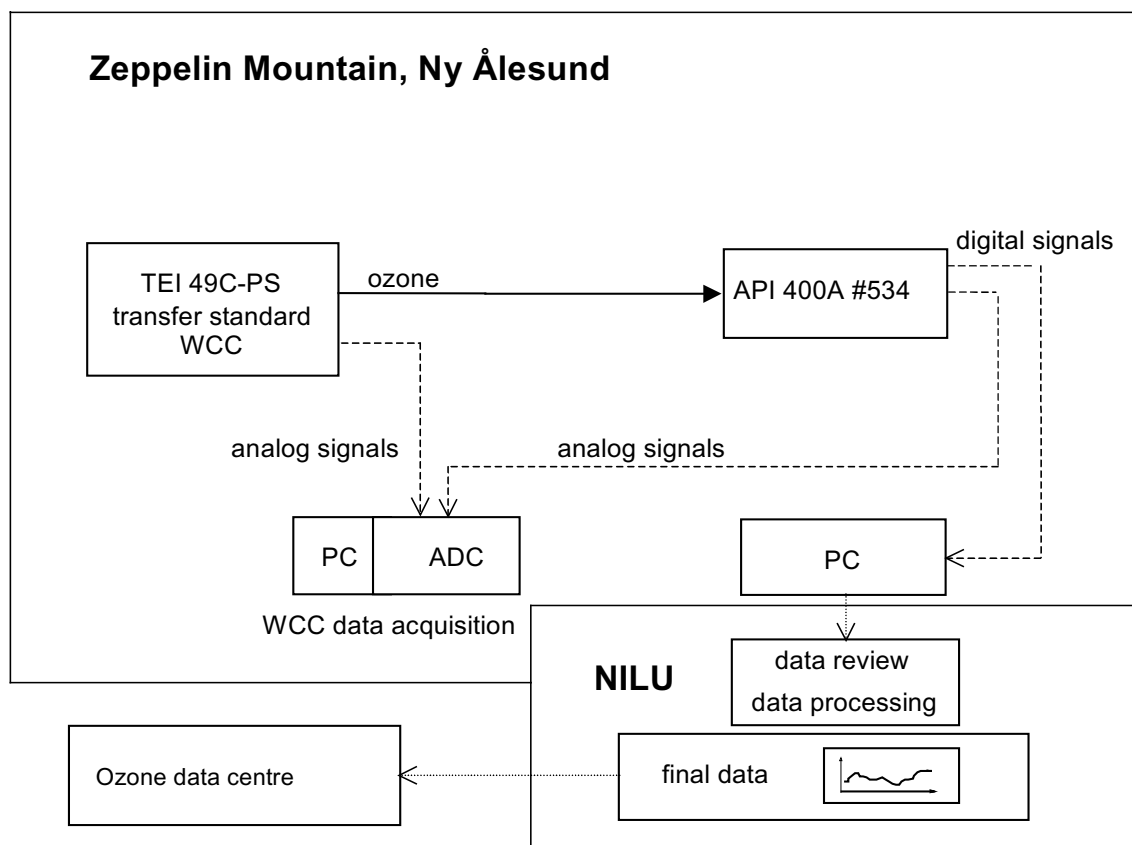 Zeppelin Mountain, Ny Ålesund
digital signals
TEI 49C-PS
transfer standard
WCC
ozone
API 400A #534
analog signals
analog signals
PC
ADC
PC
WCC data acquisition
NILU
data review
data processing
Ozone data centre
final data